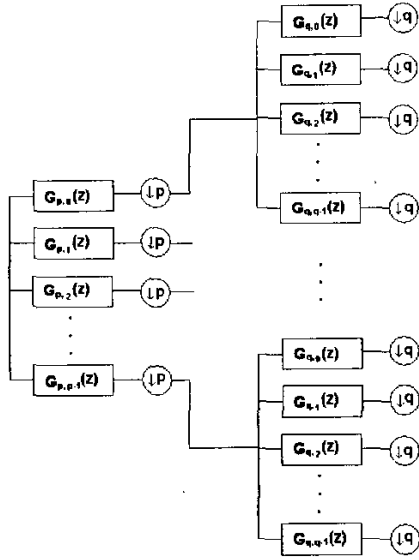 G_{q,0}(z) ↓q
G_{q,1}(z) ↓q
G_{q,2}(z) ↓q
G_{q,q-1}(z) ↓q
G_{p,0}(z) ↓p
G_{p,1}(z) ↓p
G_{p,2}(z) ↓p
G_{p,p-1}(z) ↓p
G_{q,0}(z) ↓q
G_{q,1}(z) ↓q
G_{q,2}(z) ↓q
G_{q,q-1}(z) ↓q